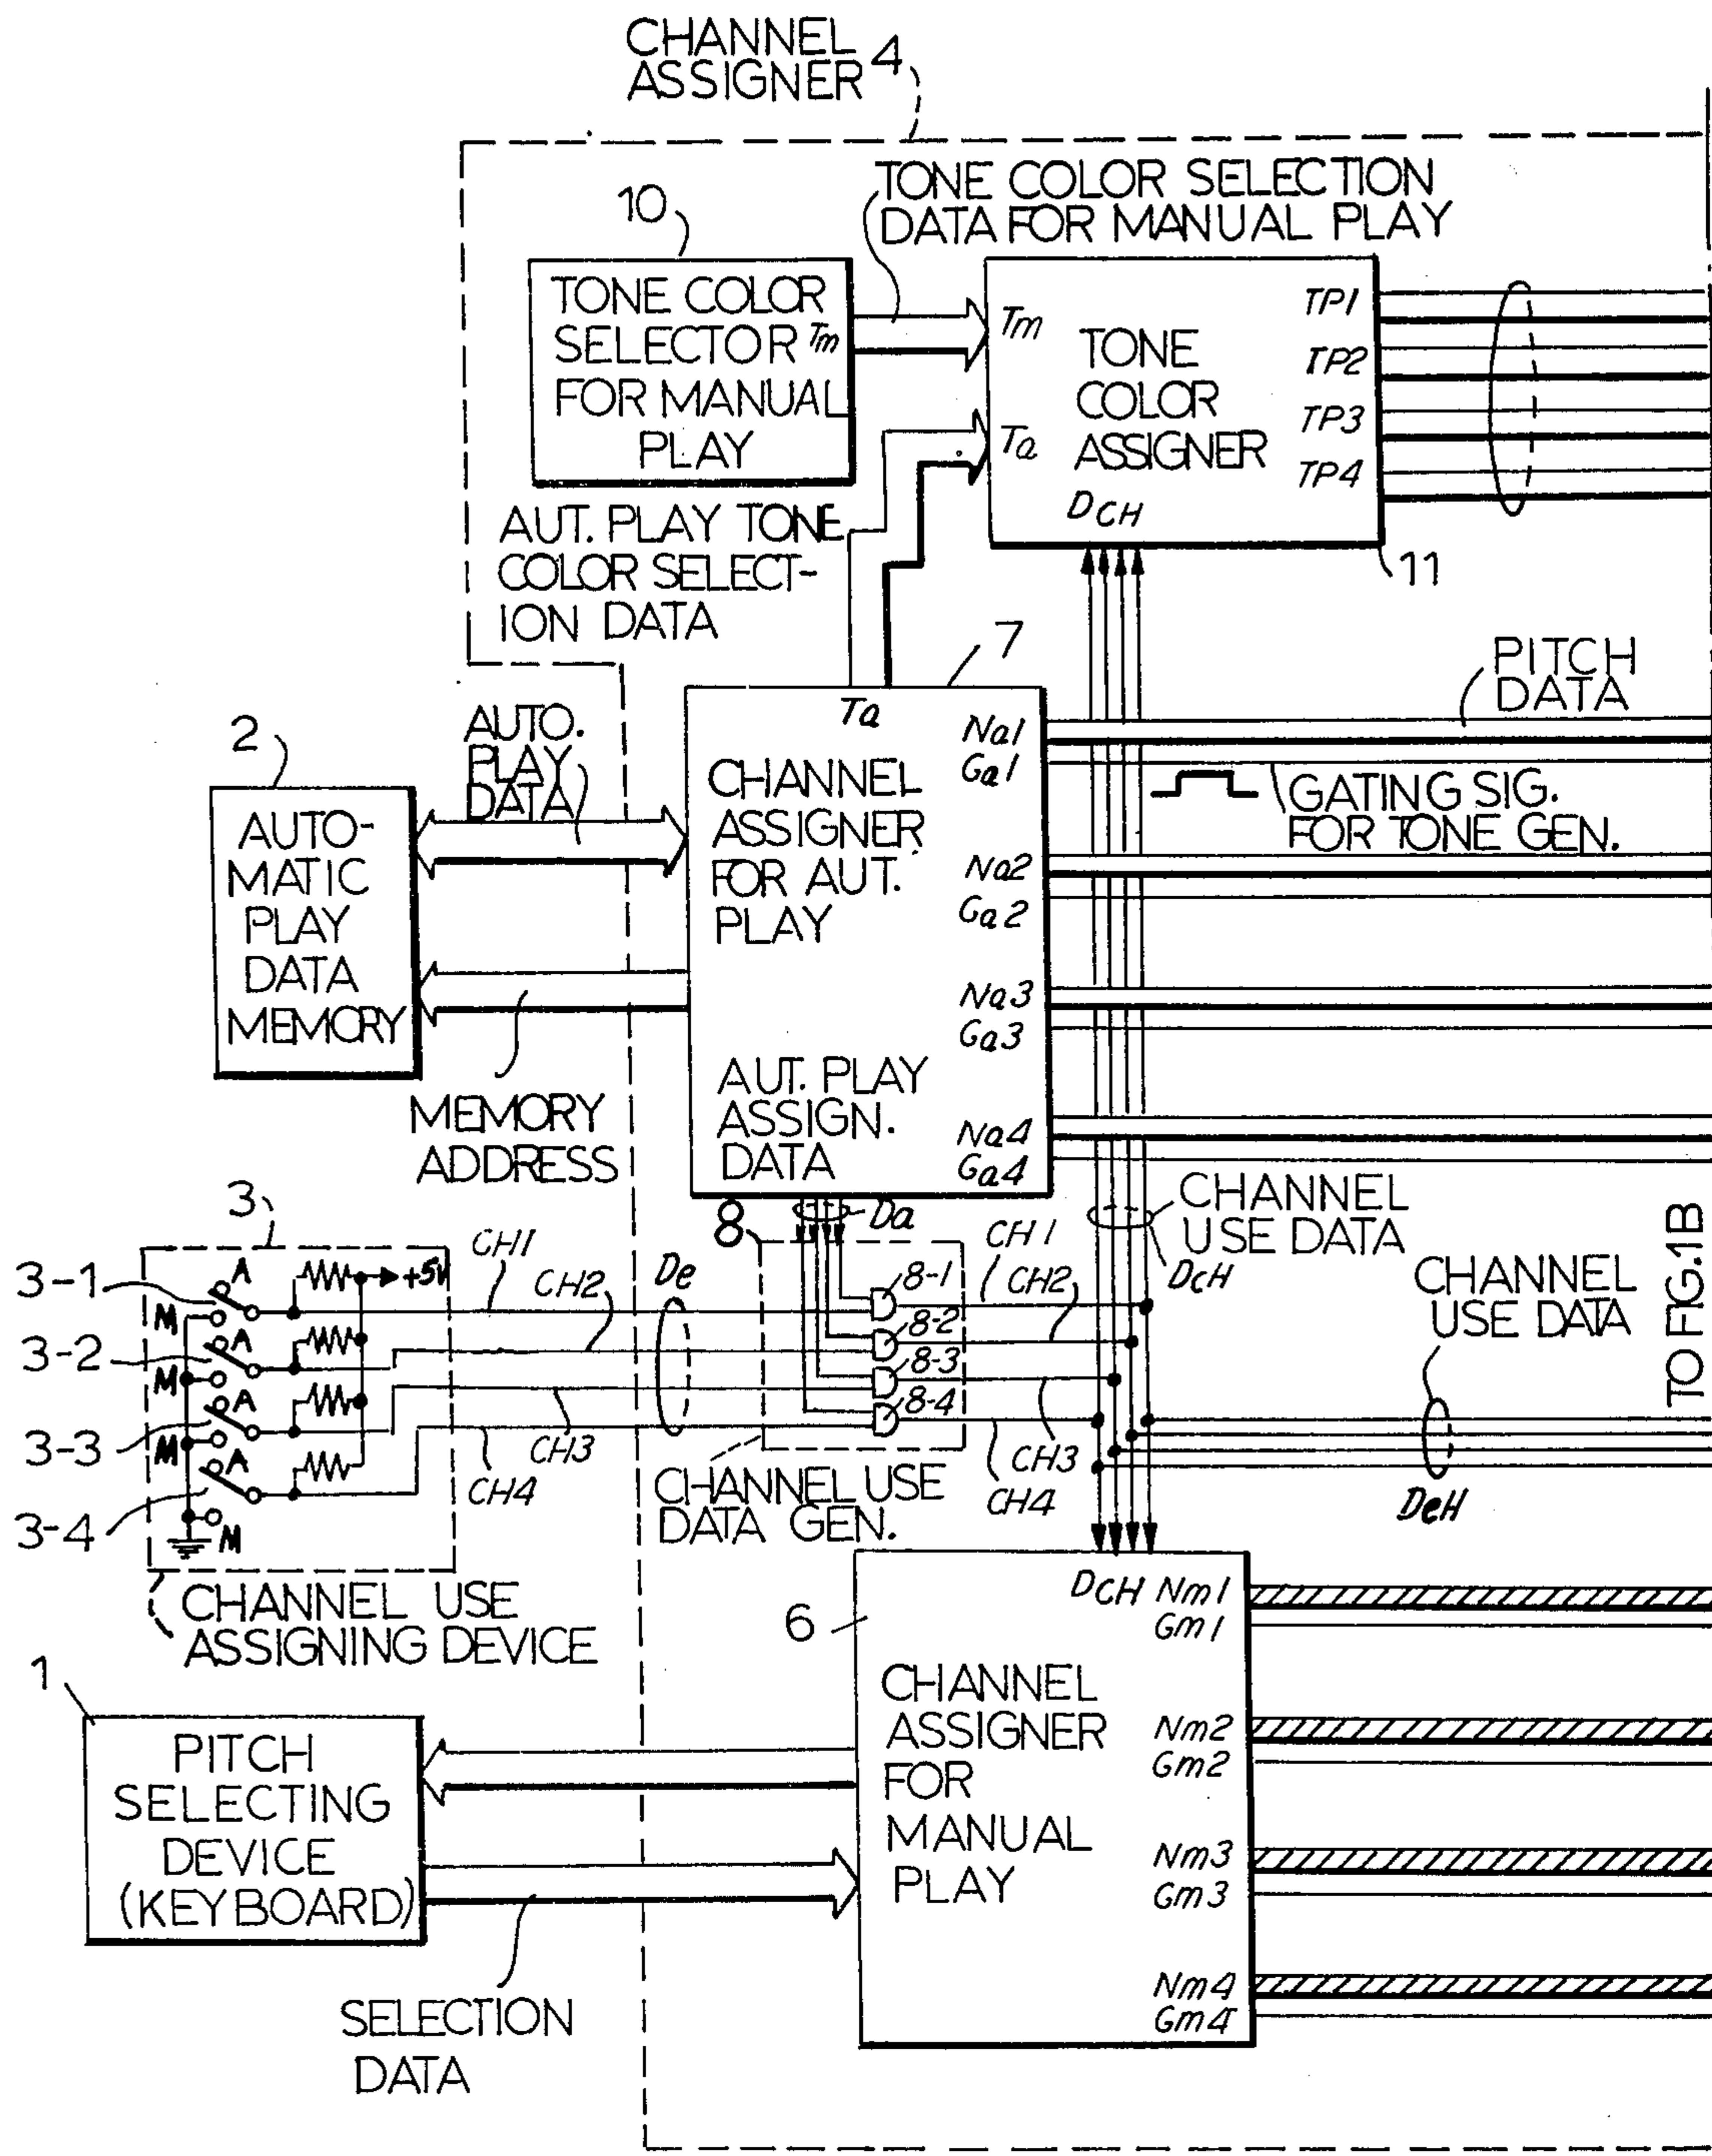 CHANNEL
ASSIGNER
4
TONE COLOR SELECTION
DATA FOR MANUAL PLAY
10
TONE COLOR
SELECTOR Tm
FOR MANUAL
PLAY
Tm
Ta
TONE
COLOR
ASSIGNER
DCH
TP1
TP2
TP3
TP4
11
AUT. PLAY TONE
COLOR SELECT-
ION DATA
7
PITCH
DATA
2
AUTO.
PLAY
DATA
AUTO-
MATIC
PLAY
DATA
MEMORY
Ta
CHANNEL
ASSIGNER
FOR AUT.
PLAY
AUT. PLAY
ASSIGN.
DATA
Na1
Ga1
Na2
Ga2
Na3
Ga3
Na4
Ga4
GATING SIG.
FOR TONE GEN.
MEMORY
ADDRESS
3
8
Da
CHANNEL
USE DATA
DCH
3-1
3-2
3-3
3-4
A
M
A
M
A
M
A
M
+5V
CH1
CH2
CH3
CH4
De
8-1
8-2
8-3
8-4
CH1
CH2
CH3
CH4
CHANNEL
USE DATA
DeH
TO FIG.1B
CHANNEL USE
DATA GEN.
CHANNEL USE
ASSIGNING DEVICE
6
DCH
CHANNEL
ASSIGNER
FOR
MANUAL
PLAY
Nm1
Gm1
Nm2
Gm2
Nm3
Gm3
Nm4
Gm4
1
PITCH
SELECTING
DEVICE
(KEYBOARD)
SELECTION
DATA